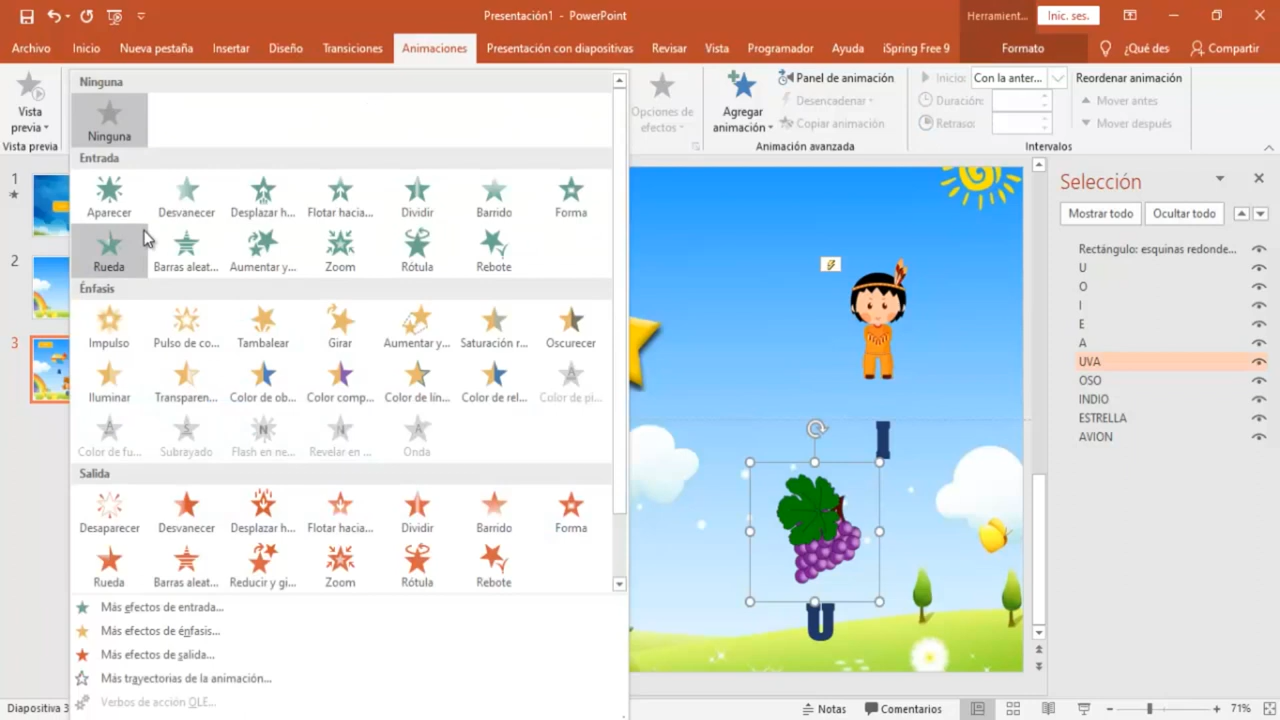 Presentación1 - PowerPoint
Herramient...
Inic. ses.
Archivo
Inicio
Nueva pestaña
Insertar
Diseño
Transiciones
Animaciones
Presentación con diapositivas
Revisar
Vista
Programador
Ayuda
iSpring Free 9
Formato
¿Qué des
Compartir
Vista previa
Vista previa
Ninguna
Ninguna
Entrada
Aparecer Desvanecer Desplazar h... Flotar hacia... Dividir Barrido Forma
Rueda Barras aleat... Aumentar y... Zoom Rótula Rebote
Énfasis
Impulso Pulso de co... Tambalear Girar Aumentar y... Saturación r... Oscurecer
Iluminar Transparen... Color de ob... Color comp... Color de lín... Color de rel... Color de pi...
Color de fu... Subrayado Flash en ne... Revelar en ... Onda
Salida
Desaparecer Desvanecer Desplazar h... Flotar hacia... Dividir Barrido Forma
Rueda Barras aleat... Reducir y gi... Zoom Rótula Rebote
Más efectos de entrada...
Más efectos de énfasis...
Más efectos de salida...
Más trayectorias de la animación...
Verbos de acción OLE...
Opciones de efectos
Agregar animación
Panel de animación
Desencadenar
Copiar animación
Animación avanzada
Inicio: Con la anter...
Duración:
Retraso:
Reordenar animación
Mover antes
Mover después
Intervalos
1
2
3
I
U
Selección
Mostrar todo
Ocultar todo
Rectángulo: esquinas redonde...
U
O
I
E
A
UVA
OSO
INDIO
ESTRELLA
AVION
Diapositiva 3
Notas
Comentarios
71%